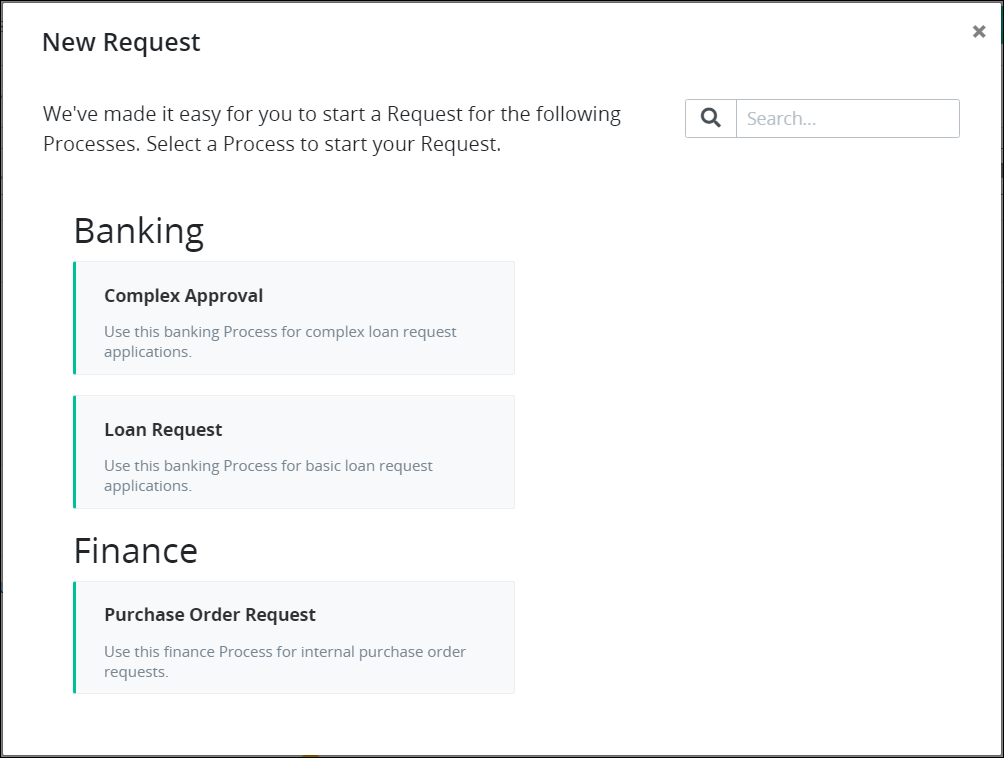 New Request
×
We've made it easy for you to start a Request for the following
Processes. Select a Process to start your Request.
Search...
Banking
Complex Approval
Use this banking Process for complex loan request
applications.
Loan Request
Use this banking Process for basic loan request
applications.
Finance
Purchase Order Request
Use this finance Process for internal purchase order
requests.